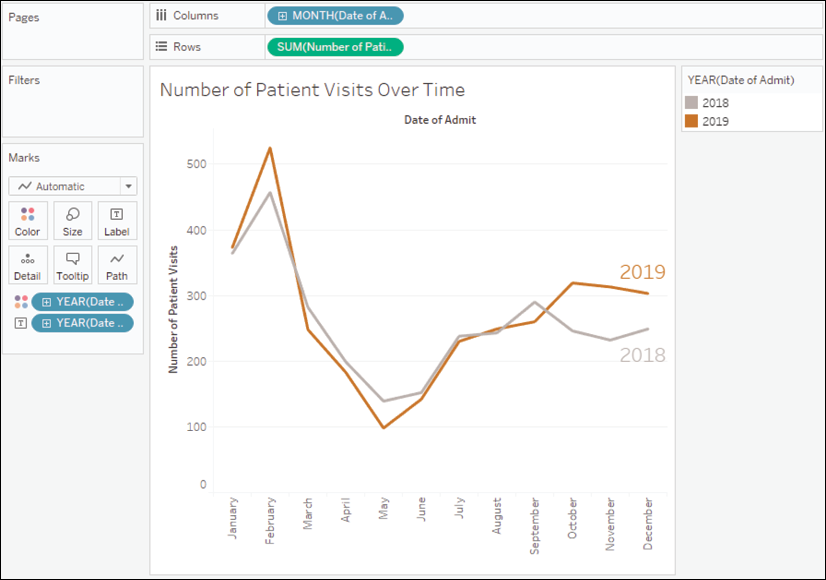 Pages
Columns
MONTH(Date of A..
Rows
SUM(Number of Pati..
Filters
Marks
Automatic
Color Size Label
Detail Tooltip Path
YEAR(Date ..
YEAR(Date ..
Number of Patient Visits Over Time
Date of Admit
Number of Patient Visits
500
400
300
200
100
0
2019
2018
January
February
March
April
May
June
July
August
September
October
November
December
YEAR(Date of Admit)
2018
2019